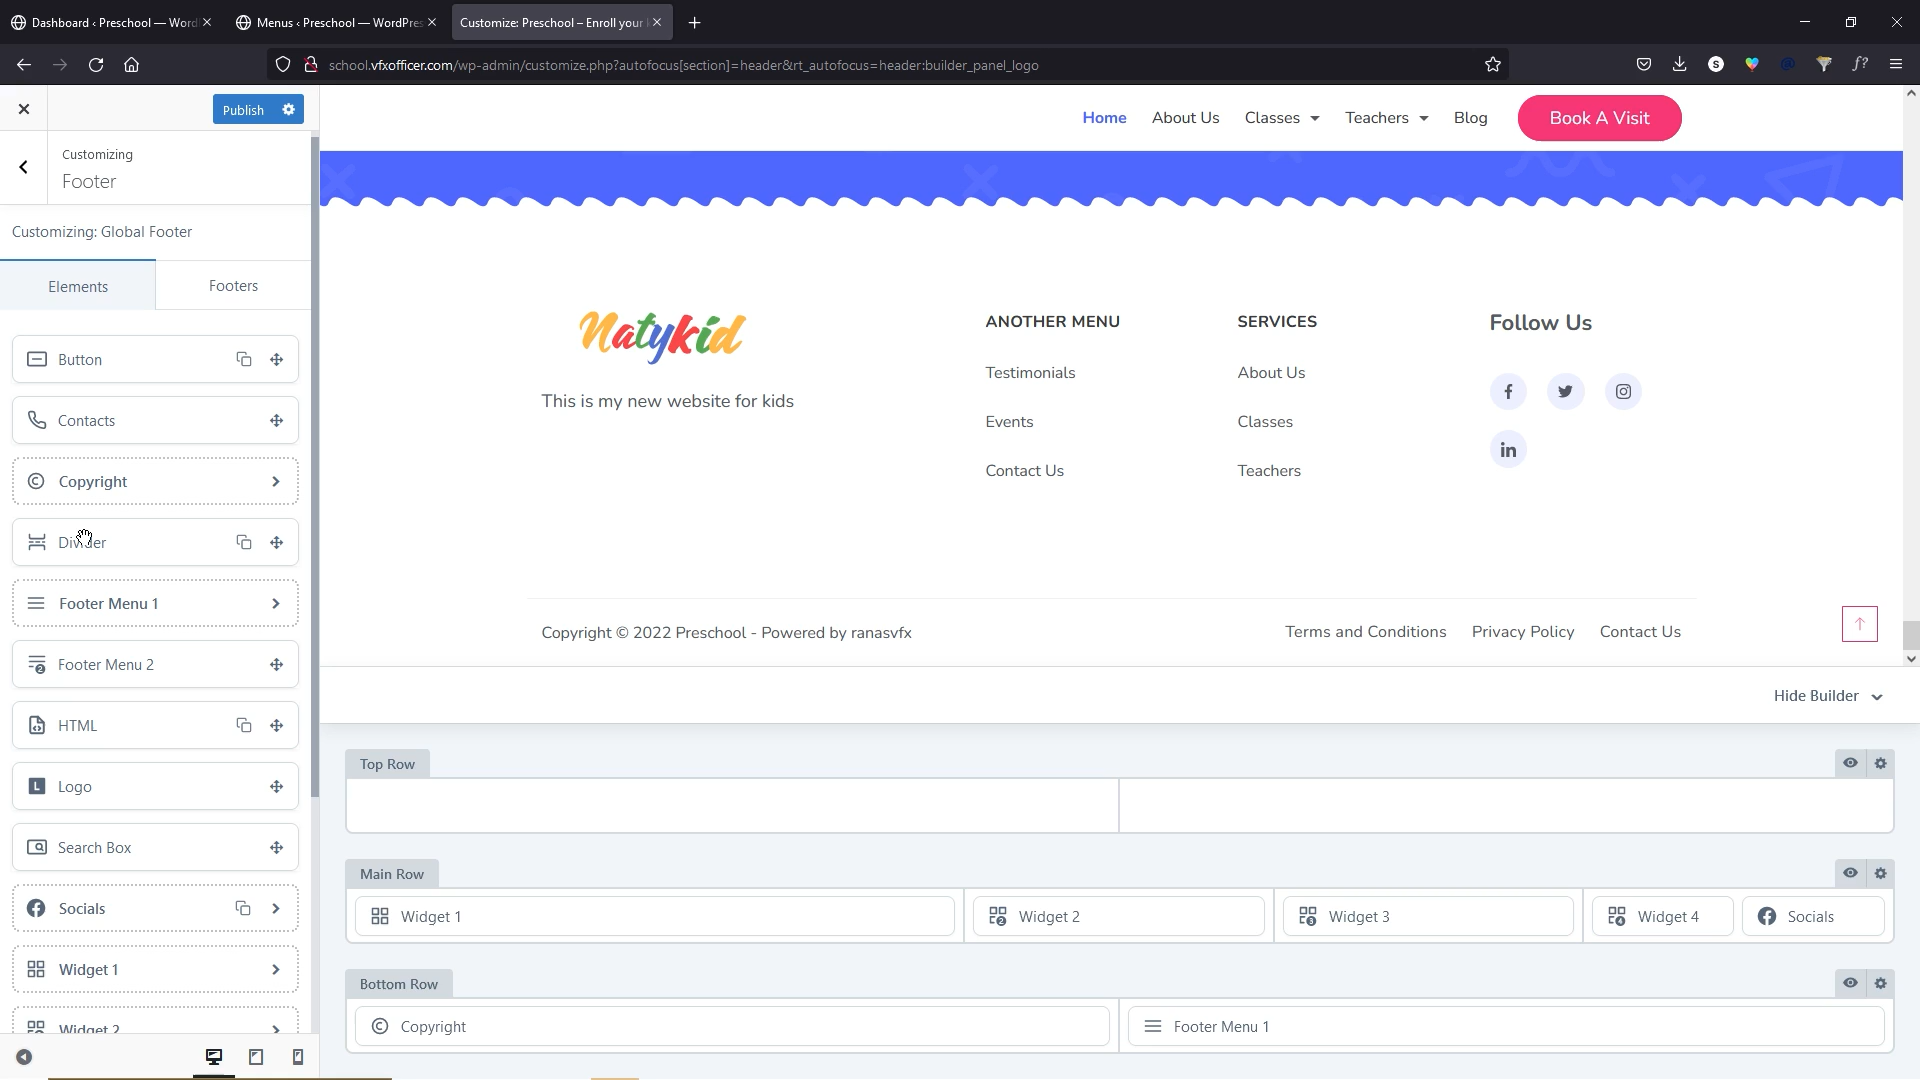 Dashboard ‹ Preschool — Word
Menus ‹ Preschool — WordPres
Customize: Preschool – Enroll your
school.vfxofficer.com/wp-admin/customize.php?autofocus[section]=header&rt_autofocus=header:builder_panel_logo
Publish
Customizing
Footer
Customizing: Global Footer
Elements
Footers
Button
Contacts
Copyright
Divider
Footer Menu 1
Footer Menu 2
HTML
Logo
Search Box
Socials
Widget 1
Widget 2
Home
About Us
Classes
Teachers
Blog
Book A Visit
Natykid
This is my new website for kids
ANOTHER MENU
Testimonials
Events
Contact Us
SERVICES
About Us
Classes
Teachers
Follow Us
Copyright © 2022 Preschool - Powered by ranasvfx
Terms and Conditions
Privacy Policy
Contact Us
Hide Builder
Top Row
Main Row
Widget 1
Widget 2
Widget 3
Widget 4
Socials
Bottom Row
Copyright
Footer Menu 1